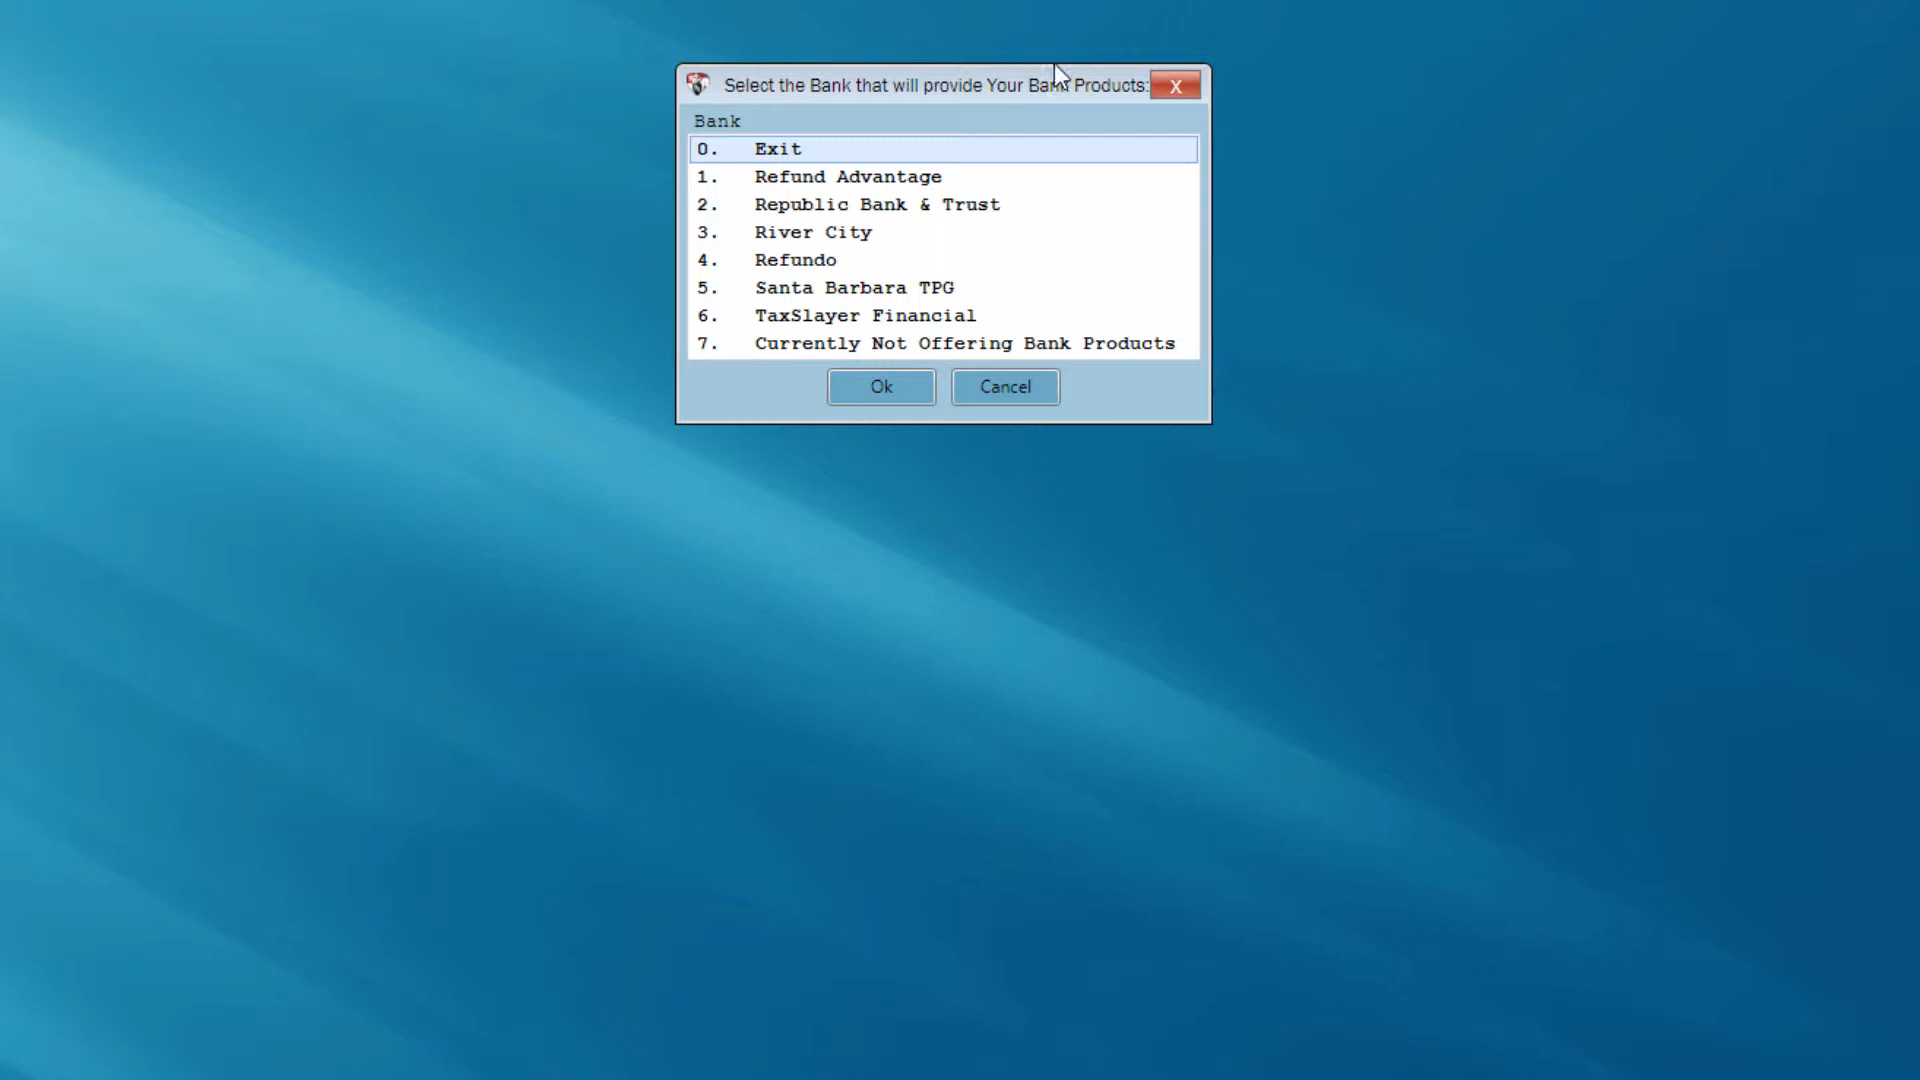 Select the Bank that will provide Your Bank Products:
X
Bank
0. Exit
1. Refund Advantage
2. Republic Bank & Trust
3. River City
4. Refundo
5. Santa Barbara TPG
6. TaxSlayer Financial
7. Currently Not Offering Bank Products
Ok Cancel